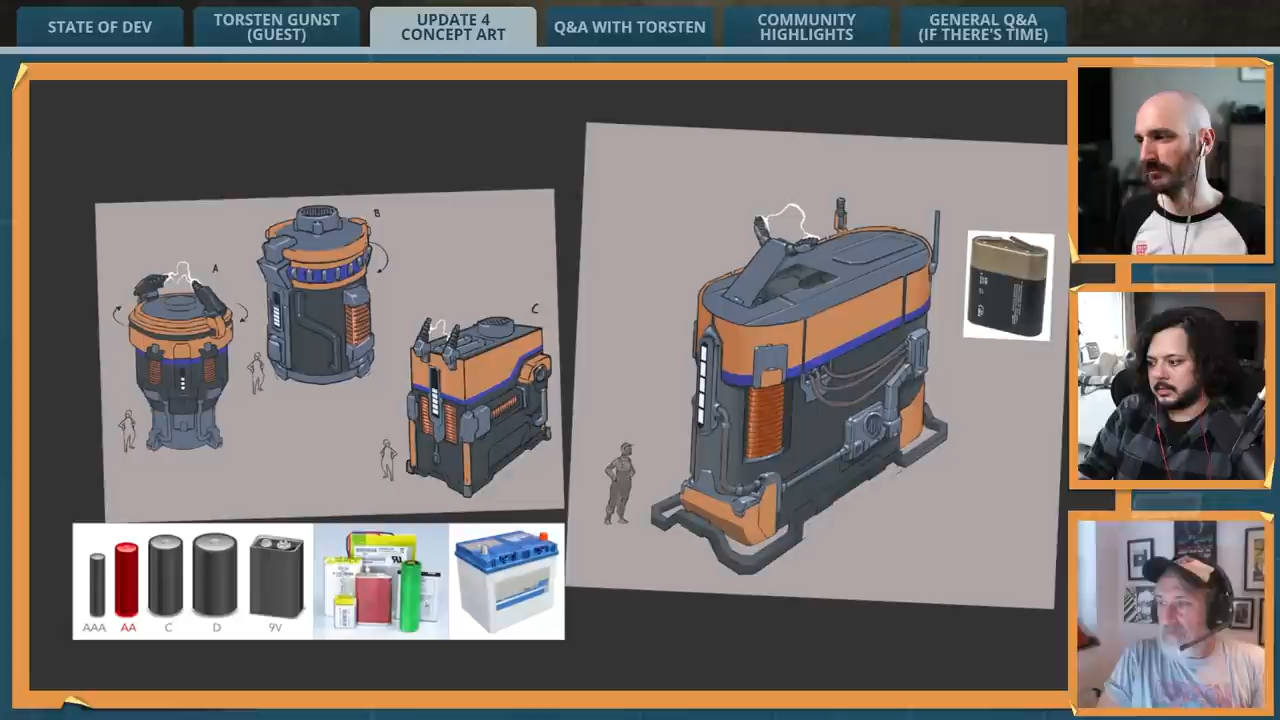 STATE OF DEV
TORSTEN GUNST
(GUEST)
UPDATE 4
CONCEPT ART
Q&A WITH TORSTEN
COMMUNITY
HIGHLIGHTS
GENERAL Q&A
(IF THERE'S TIME)
A
B
C
AAA
AA
C
D
9V